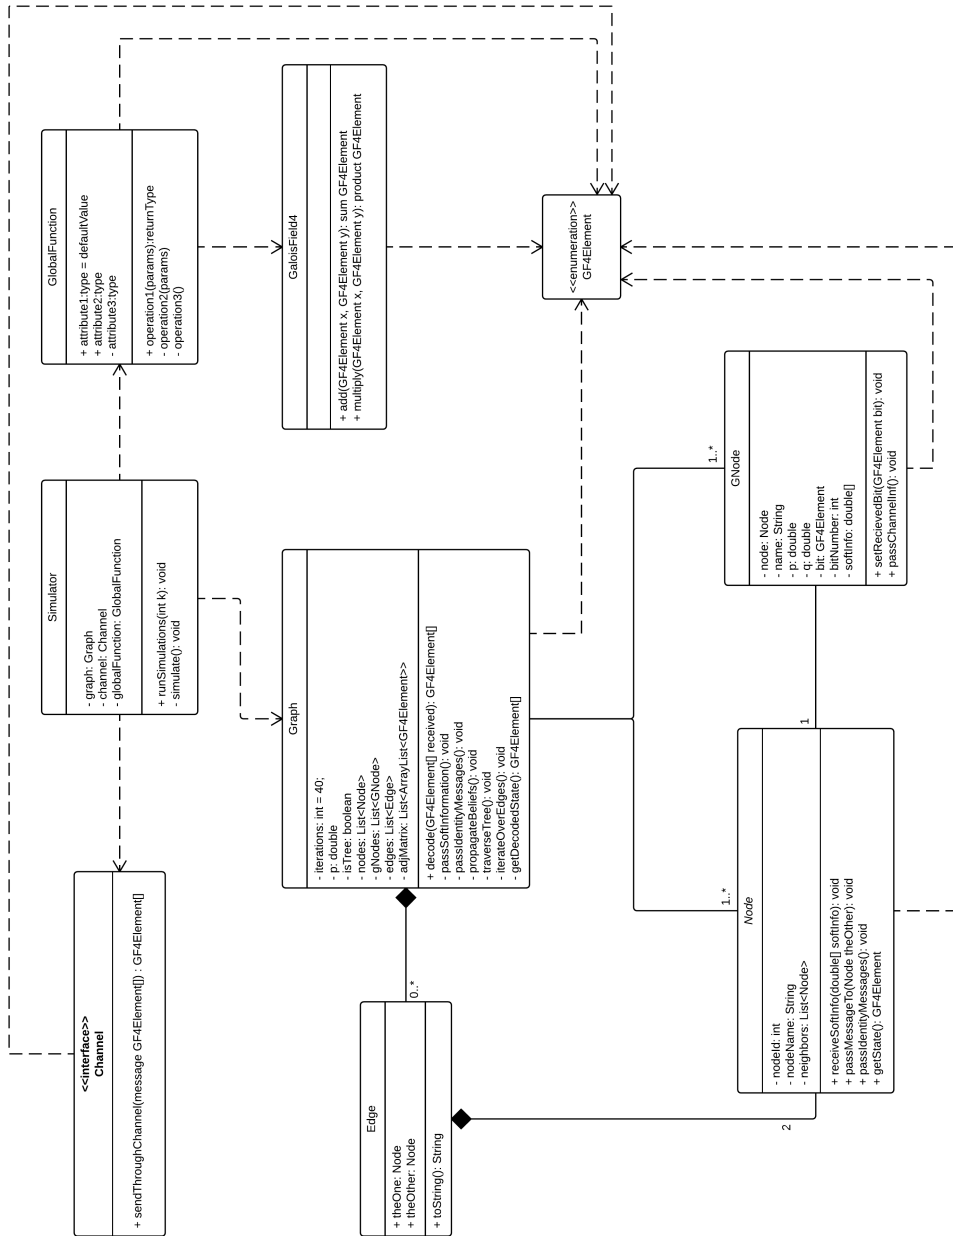 <<interface>>
Channel
+ sendThroughChannel(message GF4Element[]) : GF4Element[]
Simulator
- graph: Graph
- channel: Channel
- globalFunction: GlobalFunction
+ runSimulations(int k): void
- simulate(): void
GlobalFunction
+ attribute1:type = defaultValue
+ attribute2:type
- attribute3:type
+ operation1(params):returnType
- operation2(params)
- operation3()
Edge
+ theOne: Node
+ theOther: Node
+ toString(): String
0..*
Graph
- iterations: int = 40;
- p: double
- isTree: boolean
- nodes: List<Node>
- gNodes: List<GNode>
- edges: List<Edge>
- adjMatrix: List<ArrayList<GF4Element>>
+ decode(GF4Element[] received): GF4Element[]
- passSoftInformation(): void
- passIdentityMessages(): void
- propagateBeliefs(): void
- traverseTree(): void
- iterateOverEdges(): void
- getDecodedState(): GF4Element[]
GaloisField4
+ add(GF4Element x, GF4Element y): sum GF4Element
+ multiply(GF4Element x, GF4Element y): product GF4Element
<<enumeration>>
GF4Element
2
1..*
Node
- nodeId: int
- nodeName: String
- neighbors: List<Node>
+ receiveSoftInfo(double[] softInfo): void
+ passMessageTo(Node theOther): void
+ passIdentityMessages(): void
+ getState(): GF4Element
1
1..*
GNode
- node: Node
- name: String
- p: double
- q: double
- bit: GF4Element
- bitNumber: int
- softInfo: double[]
+ setRecievedBit(GF4Element bit): void
+ passChannelInf(): void